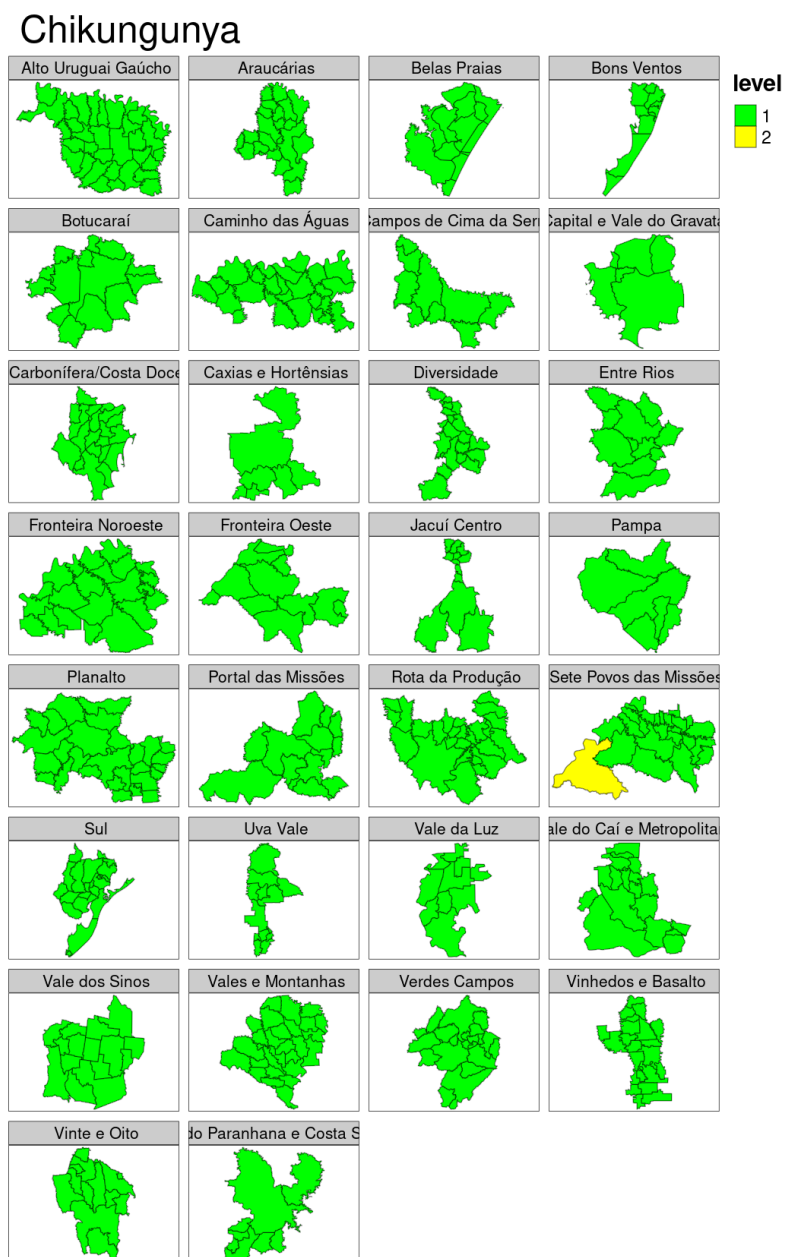 Chikungunya
Alto Uruguai Gaúcho
Araucárias
Belas Praias
Bons Ventos
level
1
2
Botucaraí
Caminho das Águas
Campos de Cima da Serr
Capital e Vale do Gravata
Carbonífera/Costa Doce
Caxias e Hortênsias
Diversidade
Entre Rios
Fronteira Noroeste
Fronteira Oeste
Jacuí Centro
Pampa
Planalto
Portal das Missões
Rota da Produção
Sete Povos das Missões
Sul
Uva Vale
Vale da Luz
ale do Caí e Metropolita
Vale dos Sinos
Vales e Montanhas
Verdes Campos
Vinhedos e Basalto
Vinte e Oito
do Paranhana e Costa S